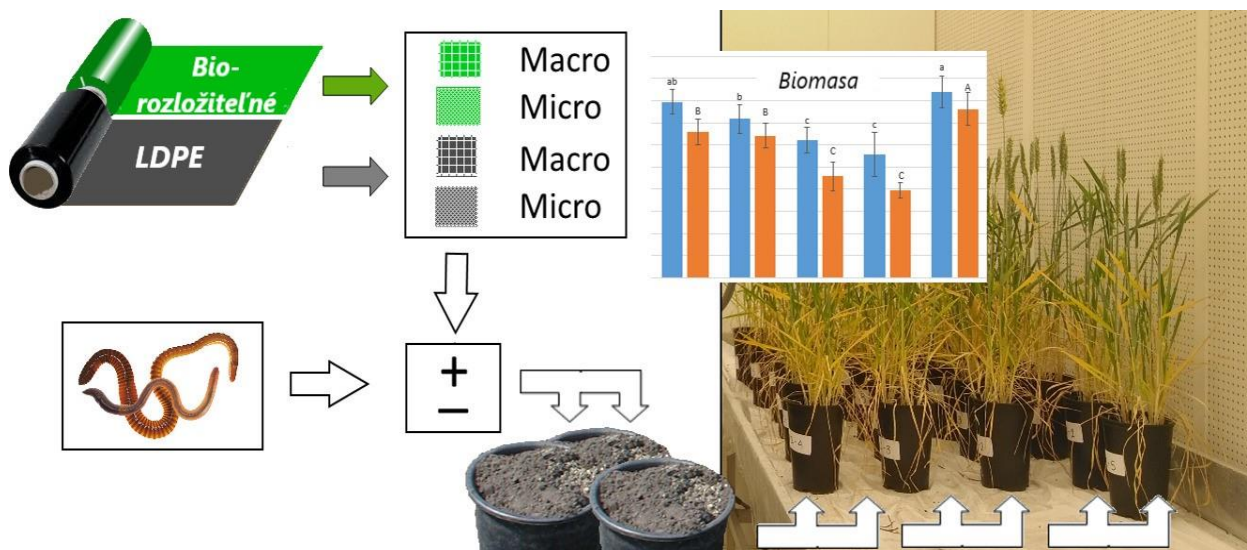 Bio-
rozložiteľné
LDPE
Macro
Micro
Macro
Micro
+
−
Biomasa
ab
B
b
B
c
C
c
C
a
A